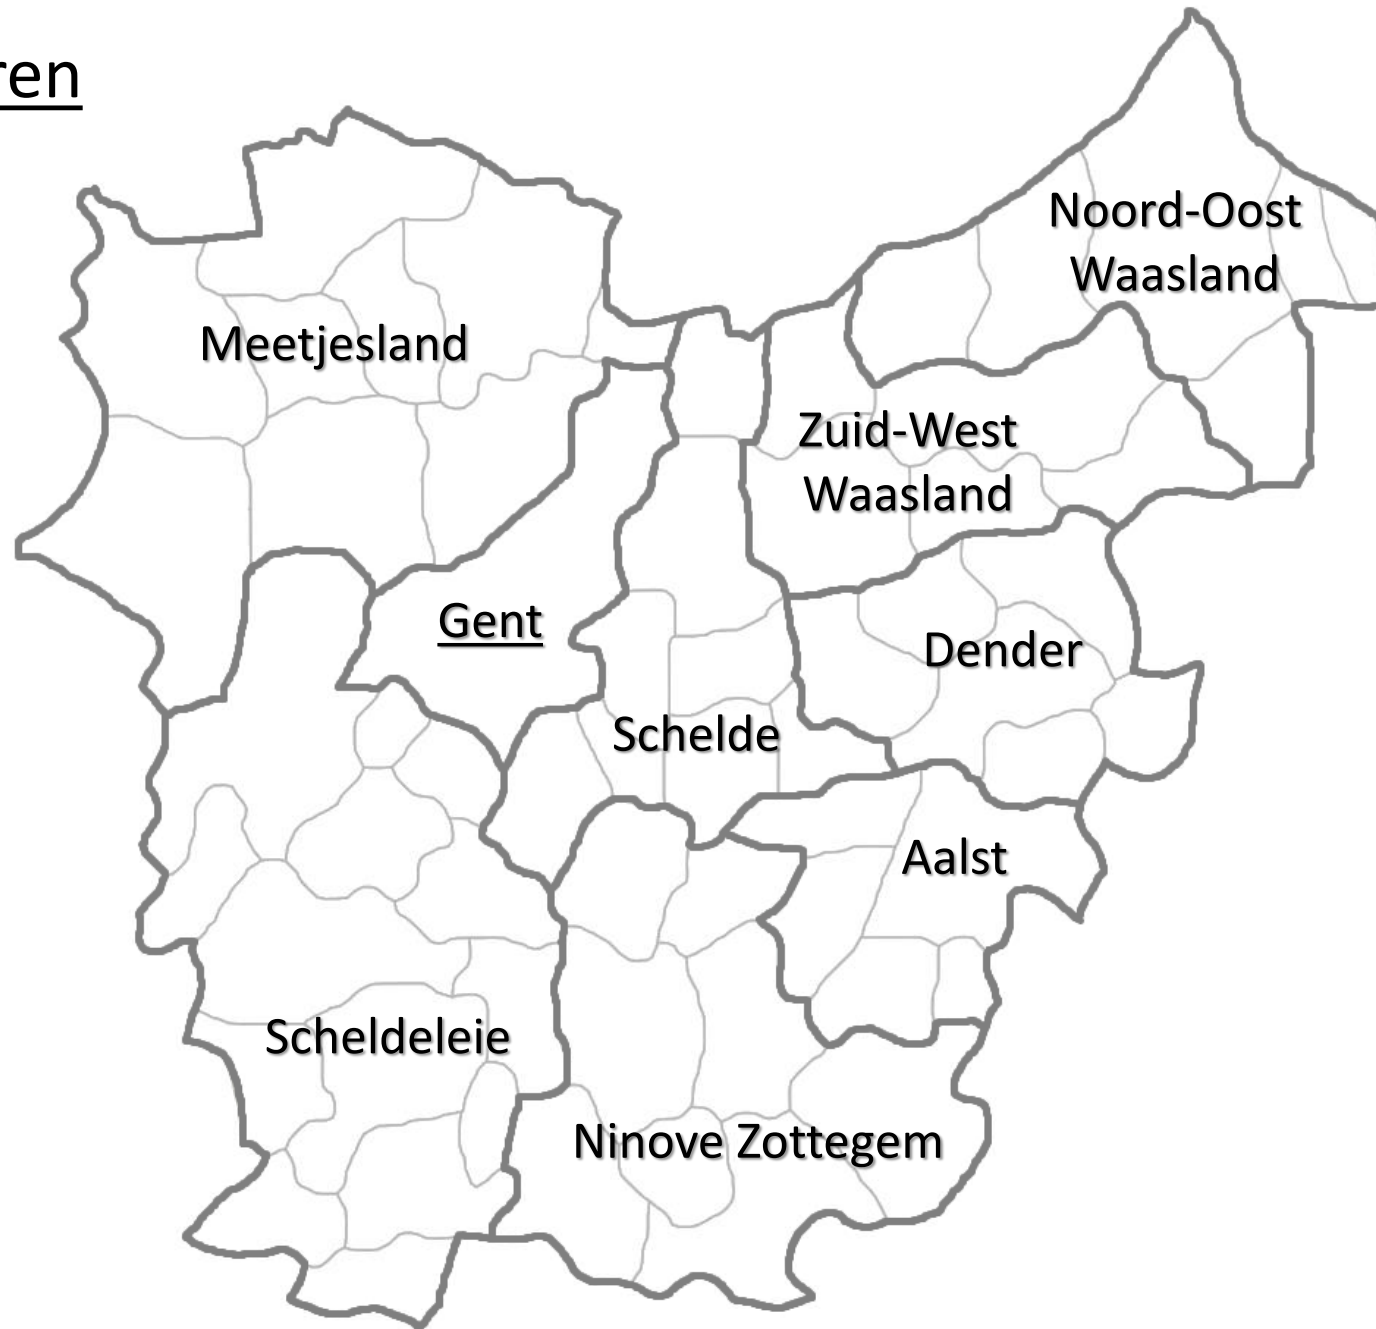 ren
Noord-Oost
Waasland
Meetjesland
Zuid-West
Waasland
Gent
Dender
Schelde
Aalst
Scheldeleie
Ninove Zottegem